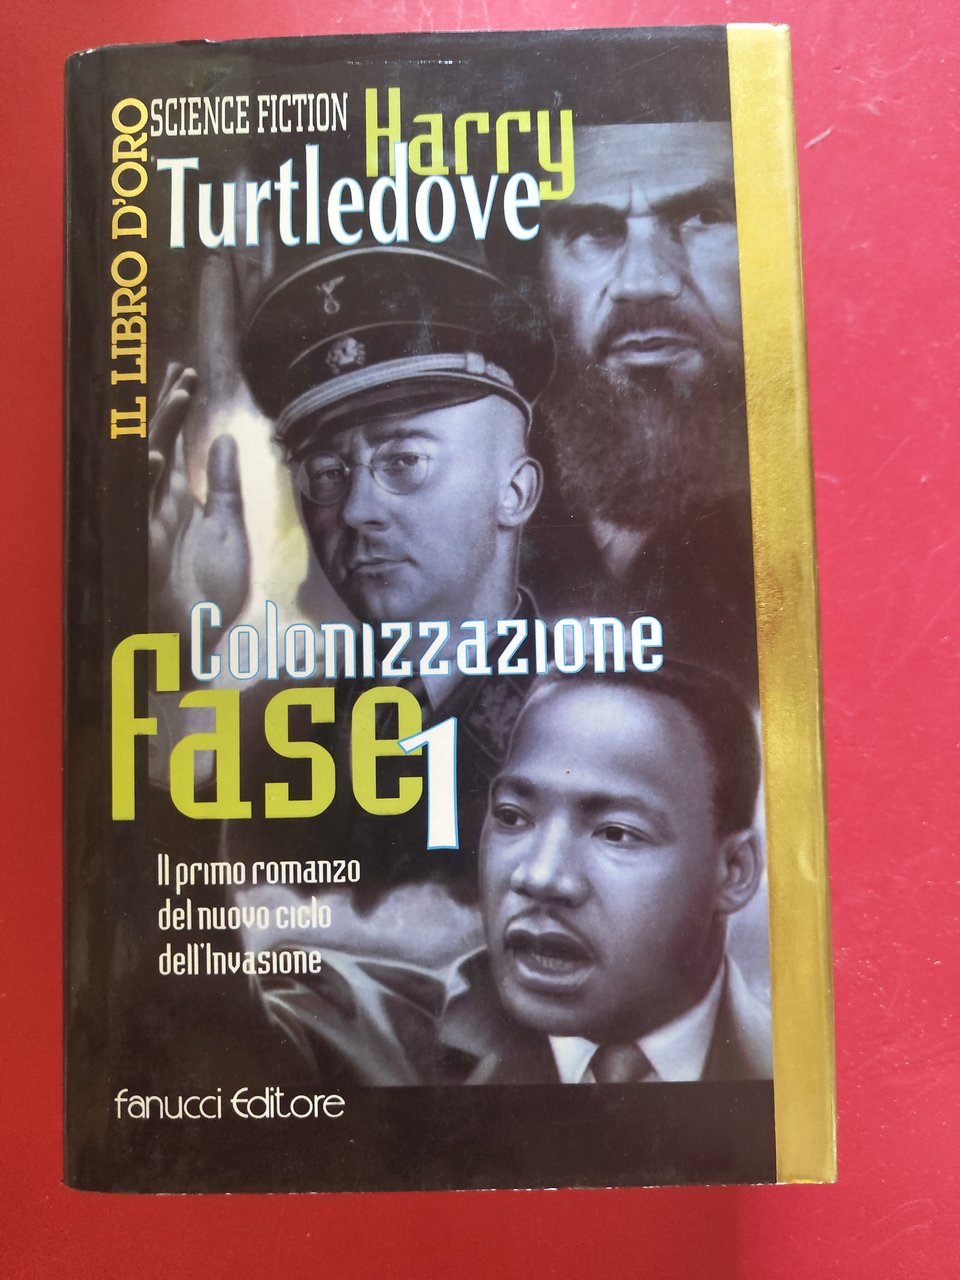 IL LIBRO D'ORO
SCIENCE FICTION
Harry
Turtledove
Colonizzazione
fase
1
Il primo romanzo
del nuovo ciclo
dell'Invasione
fanucci Editore